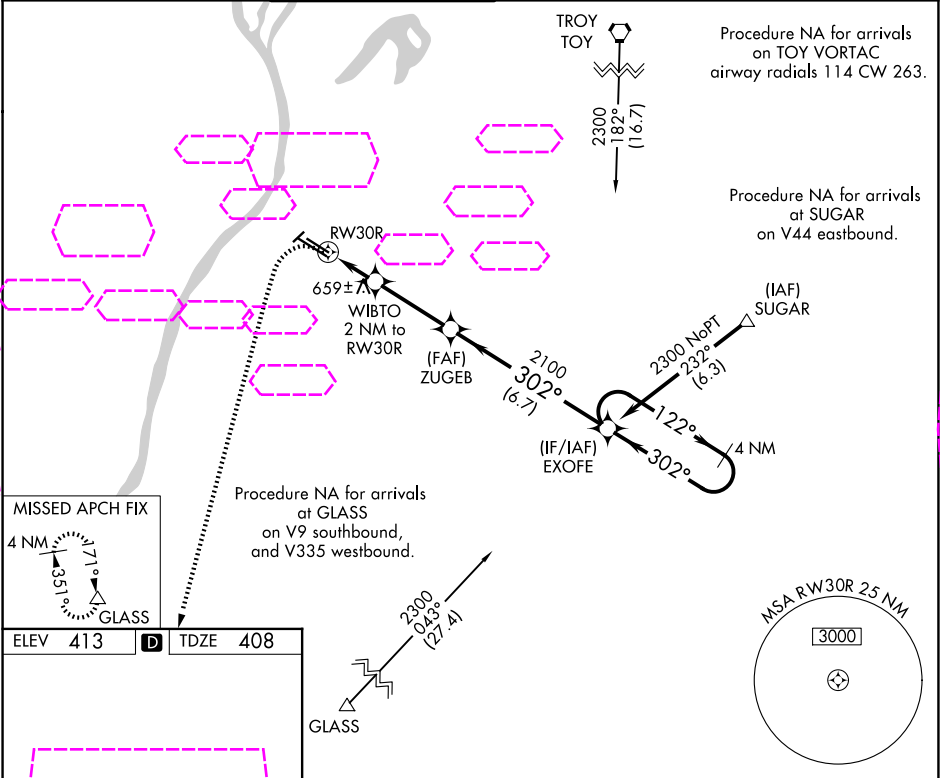 TROY
TOY
Procedure NA for arrivals
on TOY VORTAC
airway radials 114 CW 263.
2300
182°
(16.7)
Procedure NA for arrivals
at SUGAR
on V44 eastbound.
RW30R
659±
WIBTO
2 NM to
RW30R
(IAF)
SUGAR
2300 NoPT
232°
(6.3)
(FAF)
ZUGEB
2100
302°
(6.7)
122°
4 NM
302°
(IF/IAF)
EXOFE
Procedure NA for arrivals
at GLASS
on V9 southbound,
and V335 westbound.
MISSED APCH FIX
4 NM
171°
351°
GLASS
2300
043°
(27.4)
GLASS
MSA RW30R 25 NM
3000
ELEV 413 D TDZE 408